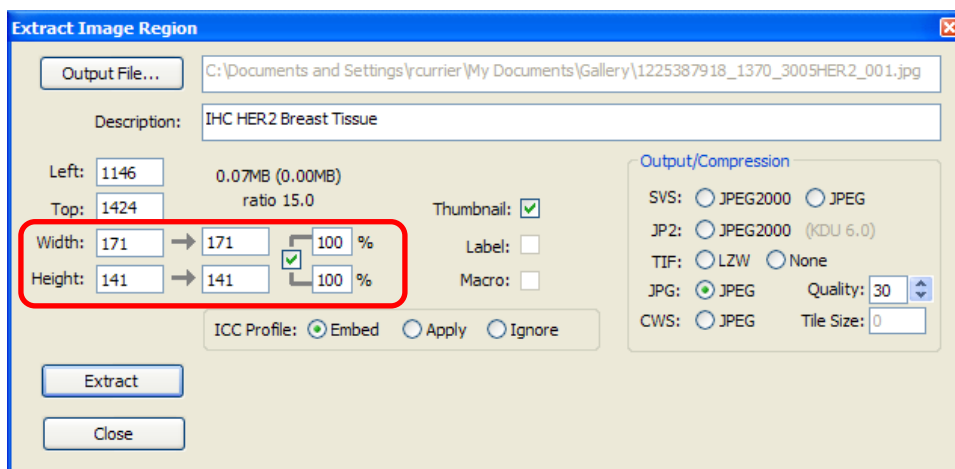 Extract Image Region
Output File... C:\Documents and Settings\rcurrier\My Documents\Gallery\1225387918_1370_3005HER2_001.jpg
Description: IHC HER2 Breast Tissue
Left: 1146 0.07MB (0.00MB)
Top: 1424 ratio 15.0 Thumbnail:
Width: 171 171 100 % Label:
Height: 141 141 100 % Macro:
ICC Profile: Embed Apply Ignore
Output/Compression
SVS: JPEG2000 JPEG
JP2: JPEG2000 (KDU 6.0)
TIF: LZW None
JPG: JPEG Quality: 30
CWS: JPEG Tile Size: 0
Extract
Close